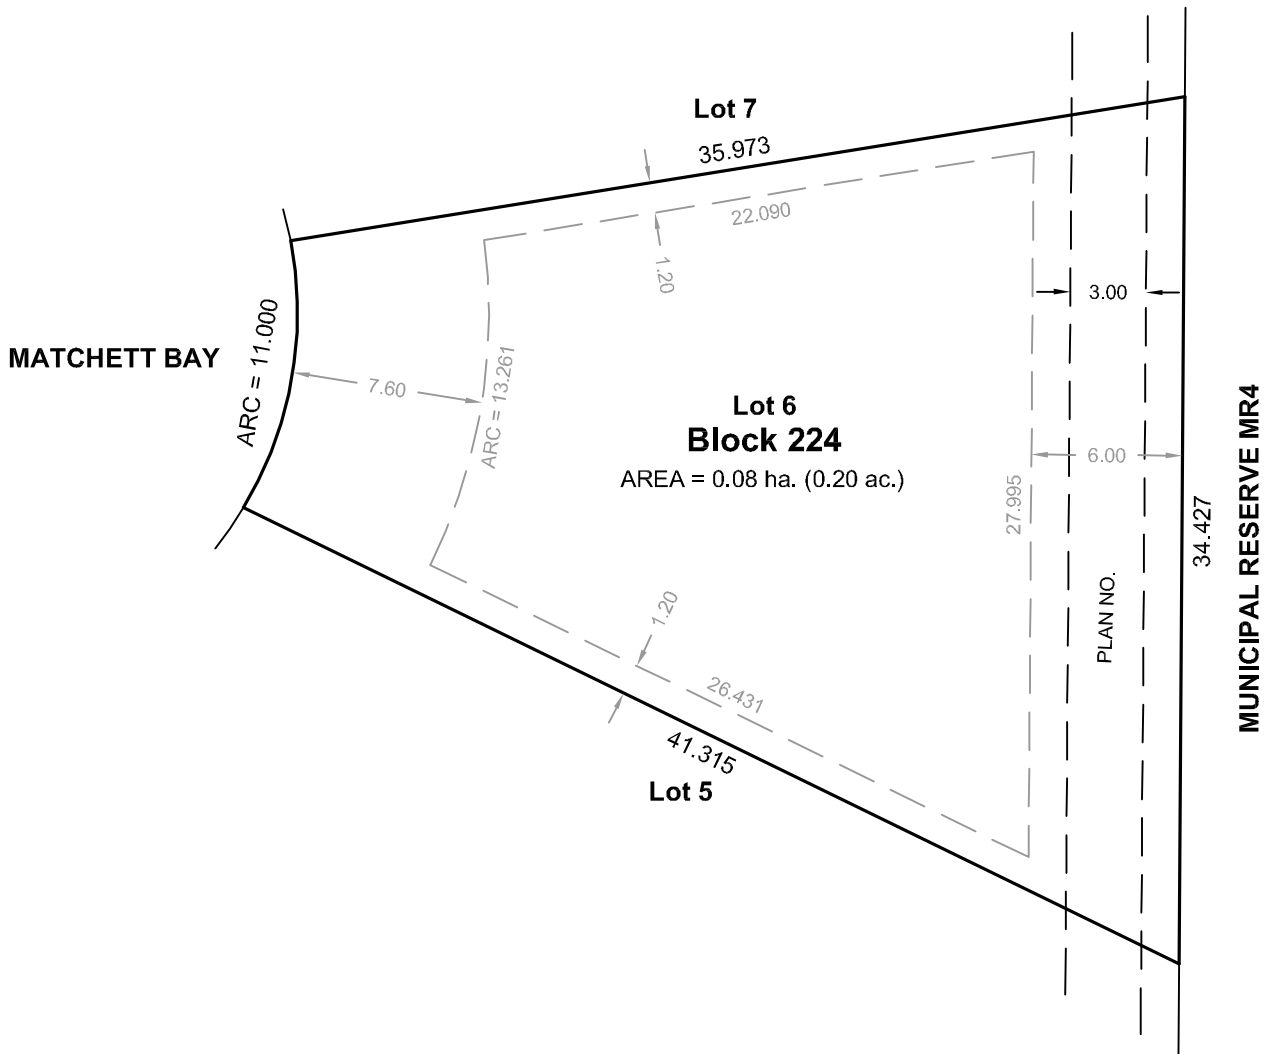 Lot 7
35.973
22.090
1.20
3.00
ARC = 11.000
MATCHETT BAY
7.60
ARC = 13.261
Lot 6
Block 224
AREA = 0.08 ha. (0.20 ac.)
6.00
27.995
34.427
MUNICIPAL RESERVE MR4
PLAN NO.
1.20
26.431
41.315
Lot 5